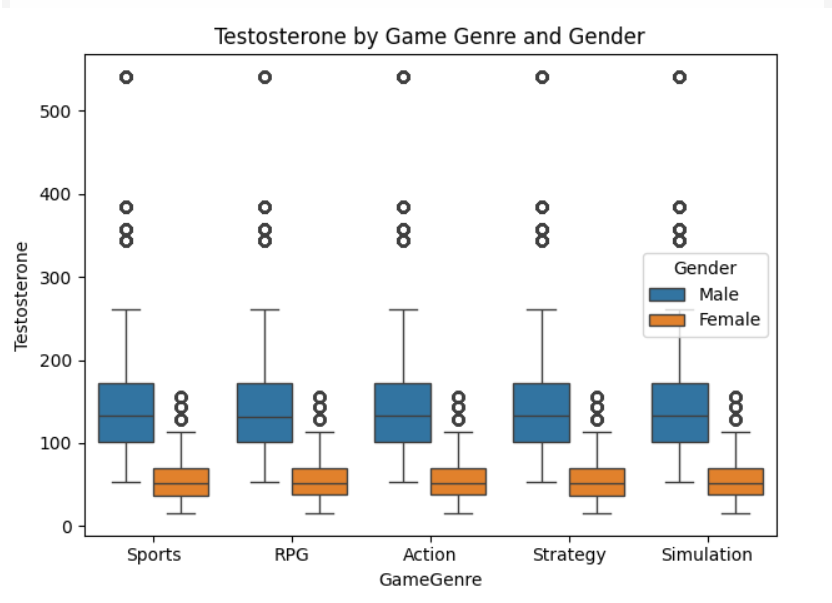 Testosterone by Game Genre and Gender
Testosterone
500
400
300
200
100
0
Gender
Male
Female
Sports RPG Action Strategy Simulation
GameGenre